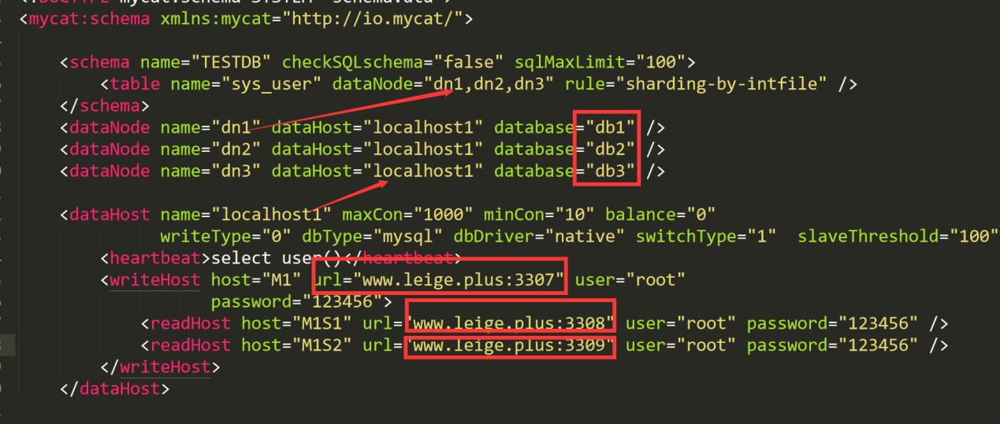 <!DOCTYPE mycat:schema SYSTEM "schema.dtd">
<mycat:schema xmlns:mycat="http://io.mycat/">
<schema name="TESTDB" checkSQLschema="false" sqlMaxLimit="100">
<table name="sys_user" dataNode="dn1,dn2,dn3" rule="sharding-by-intfile" />
</schema>
<dataNode name="dn1" dataHost="localhost1" database="db1" />
<dataNode name="dn2" dataHost="localhost1" database="db2" />
<dataNode name="dn3" dataHost="localhost1" database="db3" />
<dataHost name="localhost1" maxCon="1000" minCon="10" balance="0"
writeType="0" dbType="mysql" dbDriver="native" switchType="1" slaveThreshold="100"
<heartbeat>select user()</heartbeat>
<writeHost host="M1" url="www.leige.plus:3307" user="root"
password="123456">
<readHost host="M1S1" url="www.leige.plus:3308" user="root" password="123456" />
<readHost host="M1S2" url="www.leige.plus:3309" user="root" password="123456" />
</writeHost>
</dataHost>